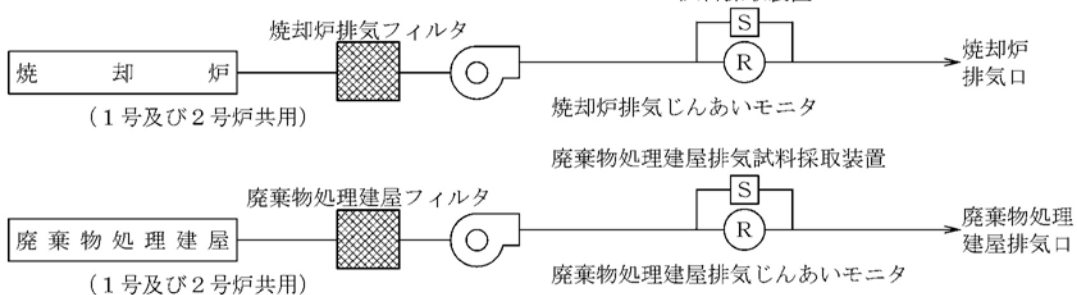 焼却炉排気フィルタ
S
焼却炉
R
焼却炉
排気口
(1号及び2号炉共用)
焼却炉排気じんあいモニタ
廃棄物処理建屋排気試料採取装置
廃棄物処理建屋フィルタ
S
廃棄物処理建屋
R
廃棄物処理
建屋排気口
(1号及び2号炉共用)
廃棄物処理建屋排気じんあいモニタ